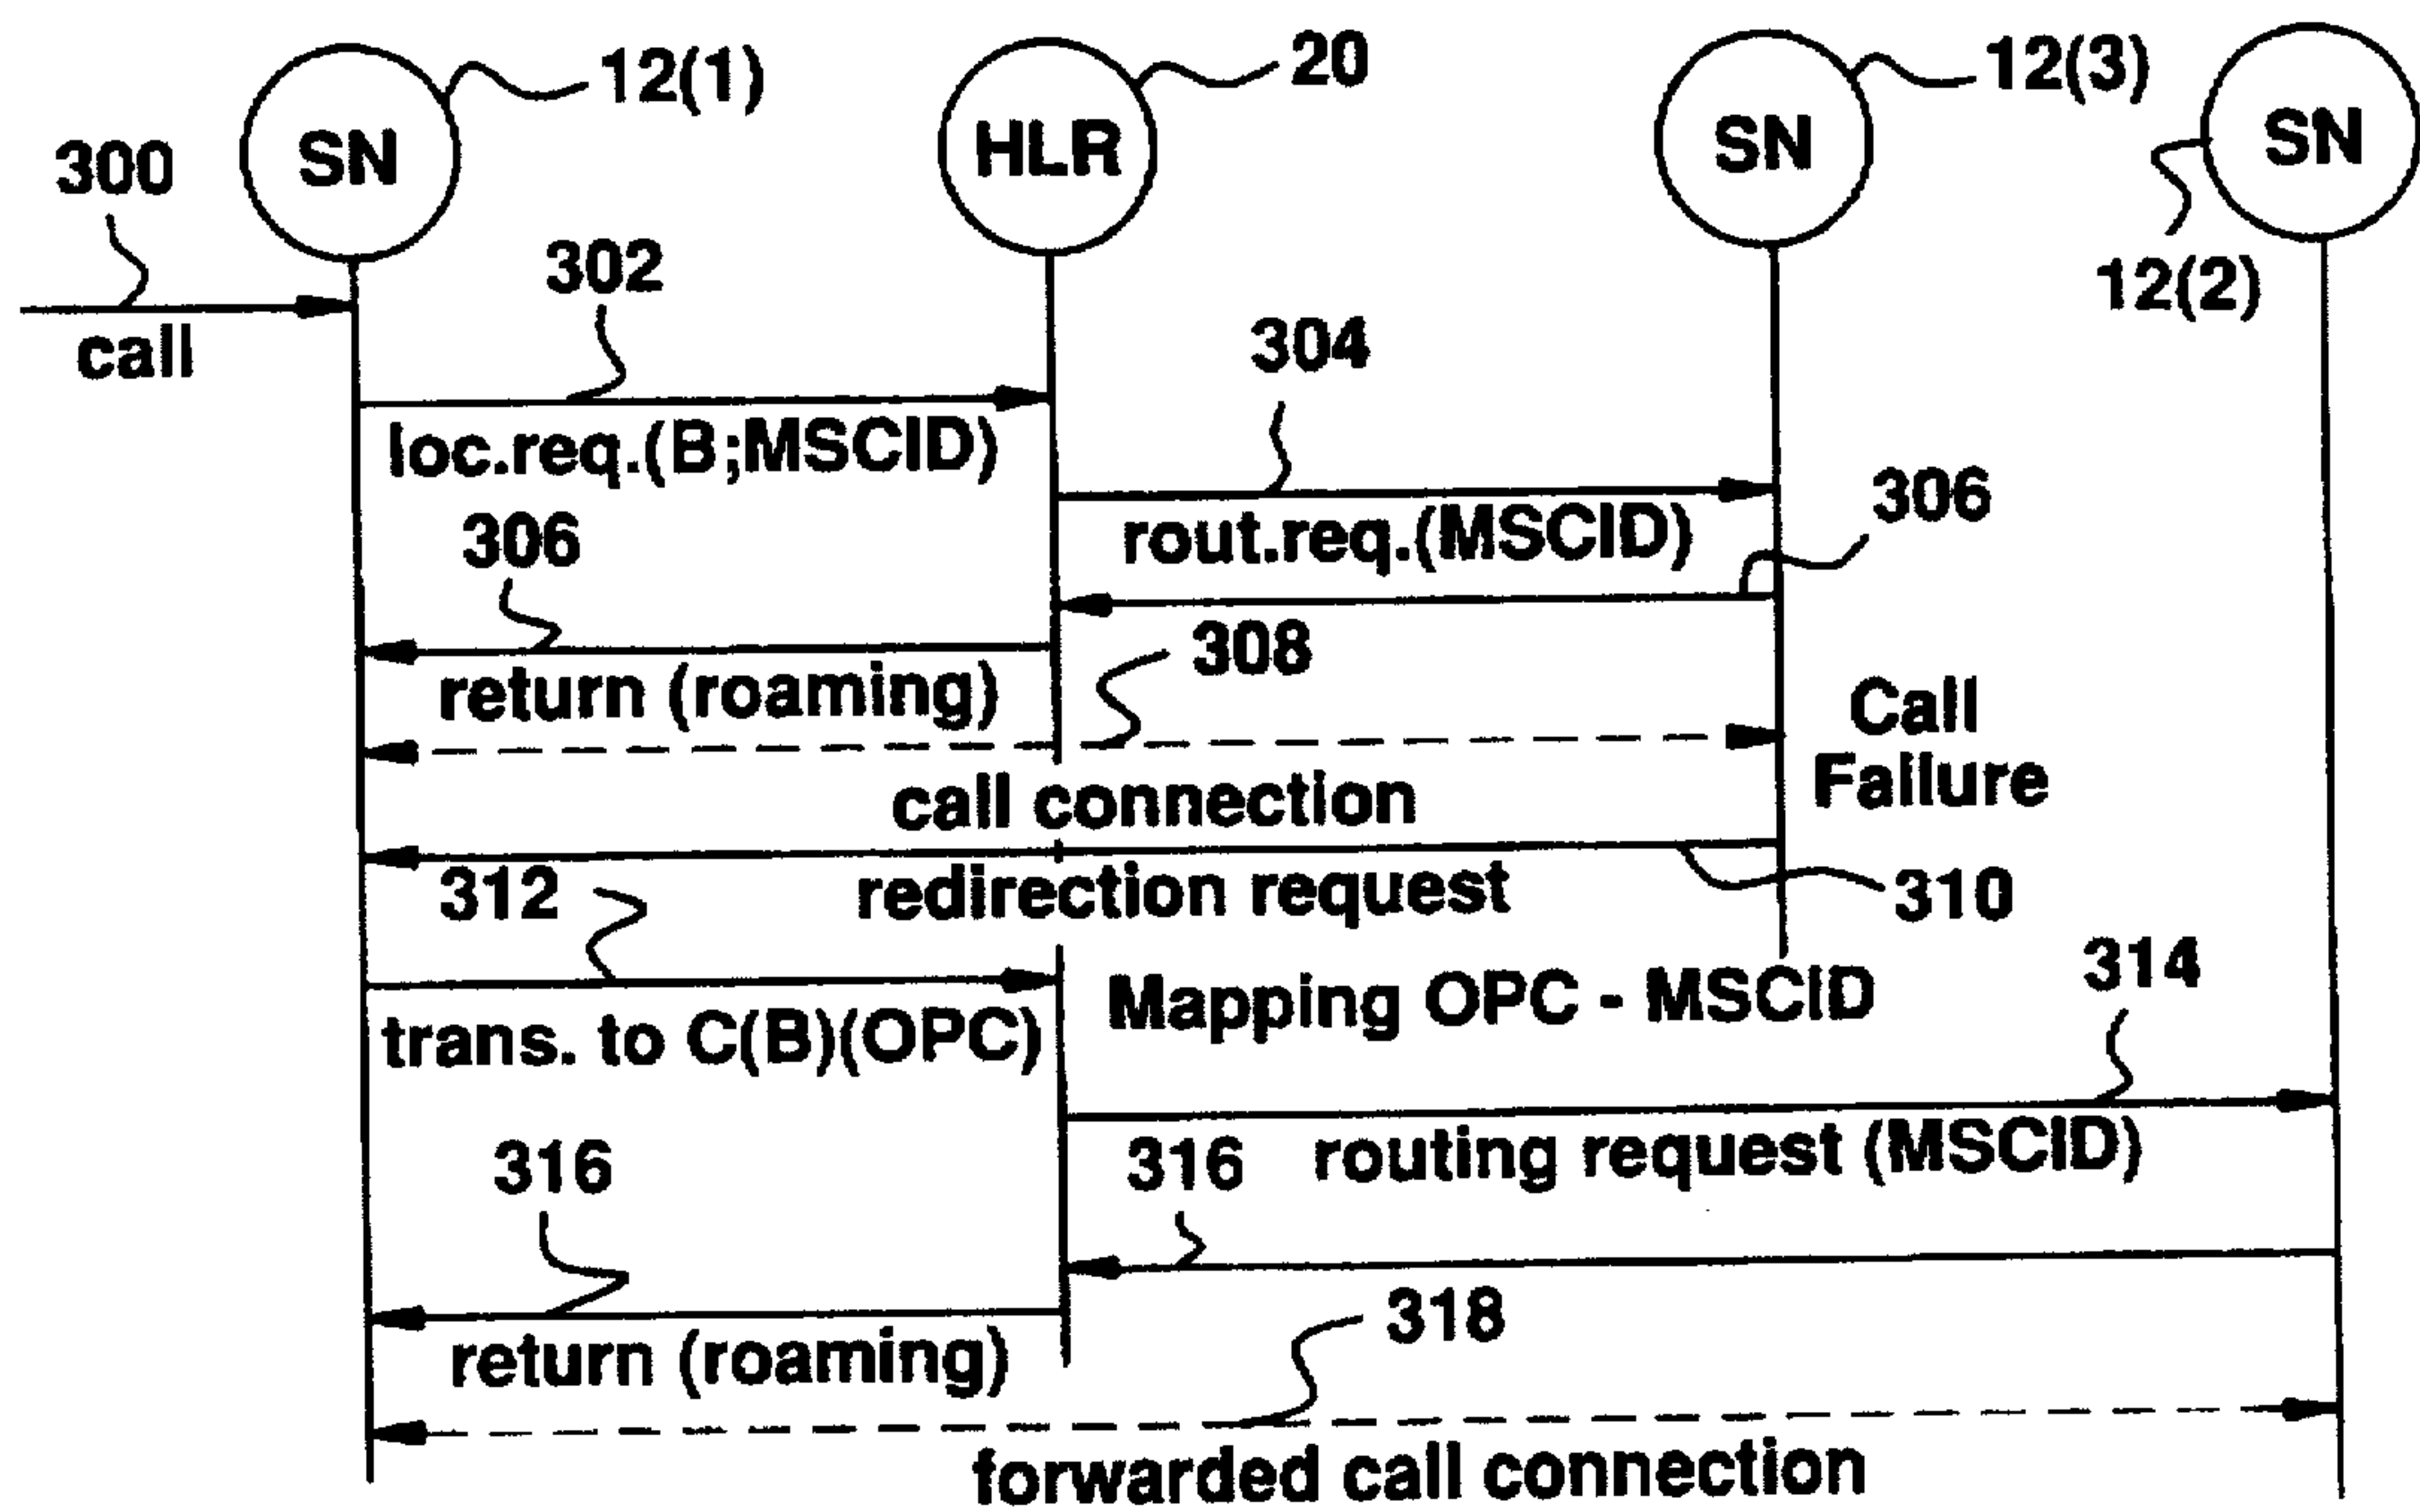 12(1)
20
12(3)
SN
HLR
SN
SN
300
302
12(2)
call
304
loc.req.(B;MSCID)
306
rout.req.(MSCID)
306
308
return (roaming)
Call
Failure
call connection
312
redirection request
310
314
Mapping OPC - MSCID
trans. to C(B)(OPC)
316
316
routing request (MSCID)
318
return (roaming)
forwarded call connection